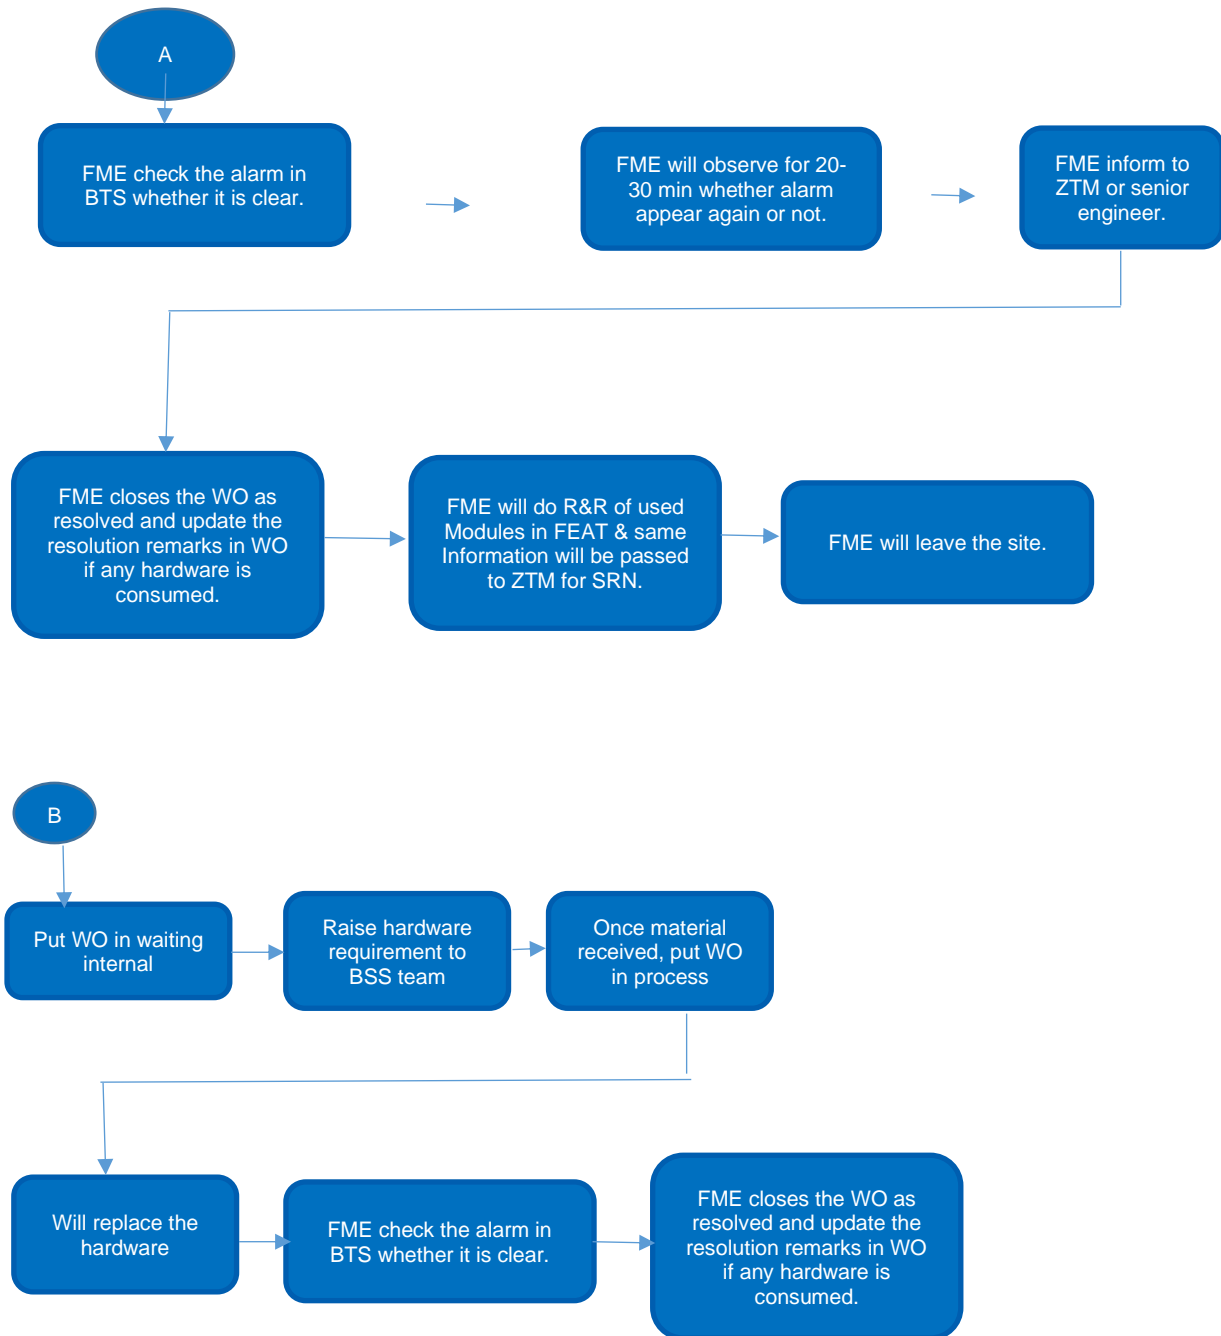 A
FME check the alarm in
BTS whether it is clear.
FME will observe for 20-
30 min whether alarm
appear again or not.
FME inform to
ZTM or senior
engineer.
FME closes the WO as
resolved and update the
resolution remarks in WO
if any hardware is
consumed.
FME will do R&R of used
Modules in FEAT & same
Information will be passed
to ZTM for SRN.
FME will leave the site.
B
Put WO in waiting
internal
Raise hardware
requirement to
BSS team
Once material
received, put WO
in process
Will replace the
hardware
FME check the alarm in
BTS whether it is clear.
FME closes the WO as
resolved and update the
resolution remarks in WO
if any hardware is
consumed.